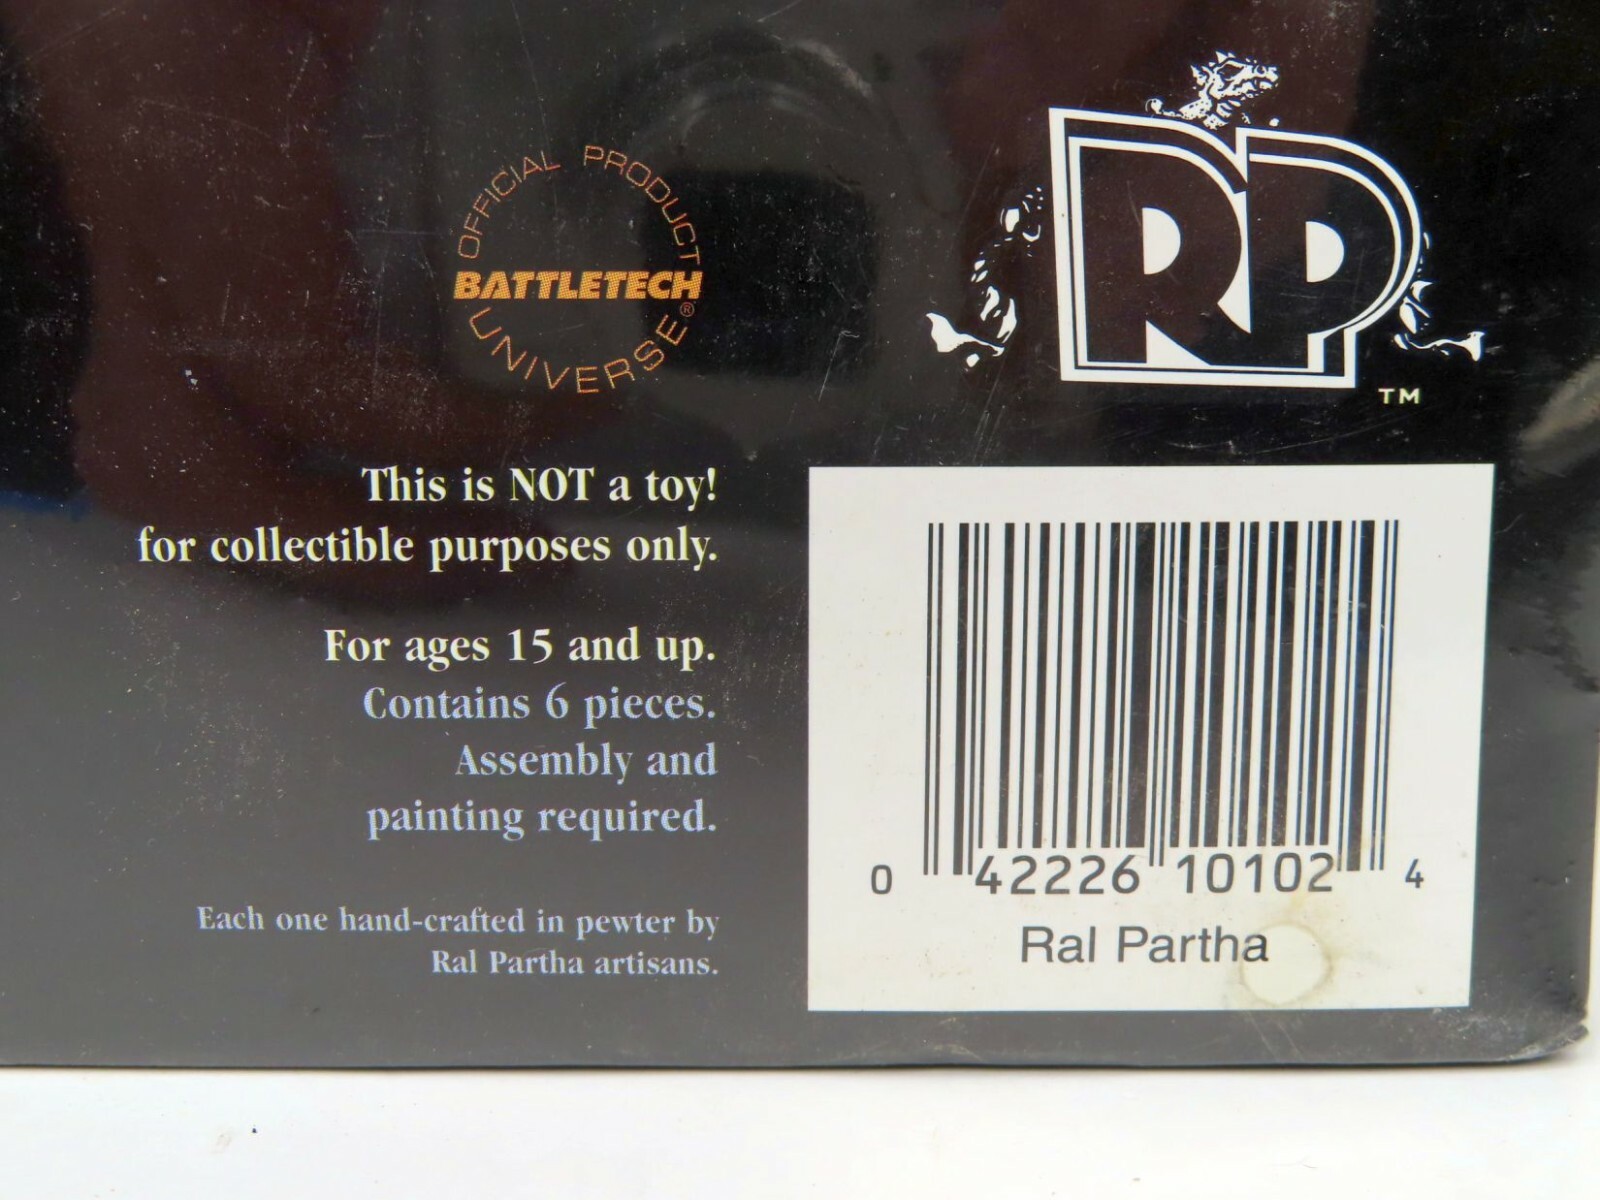 OFFICIAL PRODUCT
BATTLETECH
UNIVERSE®
RP
TM
This is NOT a toy!
for collectible purposes only.
For ages 15 and up.
Contains 6 pieces.
Assembly and
painting required.
Each one hand-crafted in pewter by
Ral Partha artisans.
0 42226 10102 4
Ral Partha